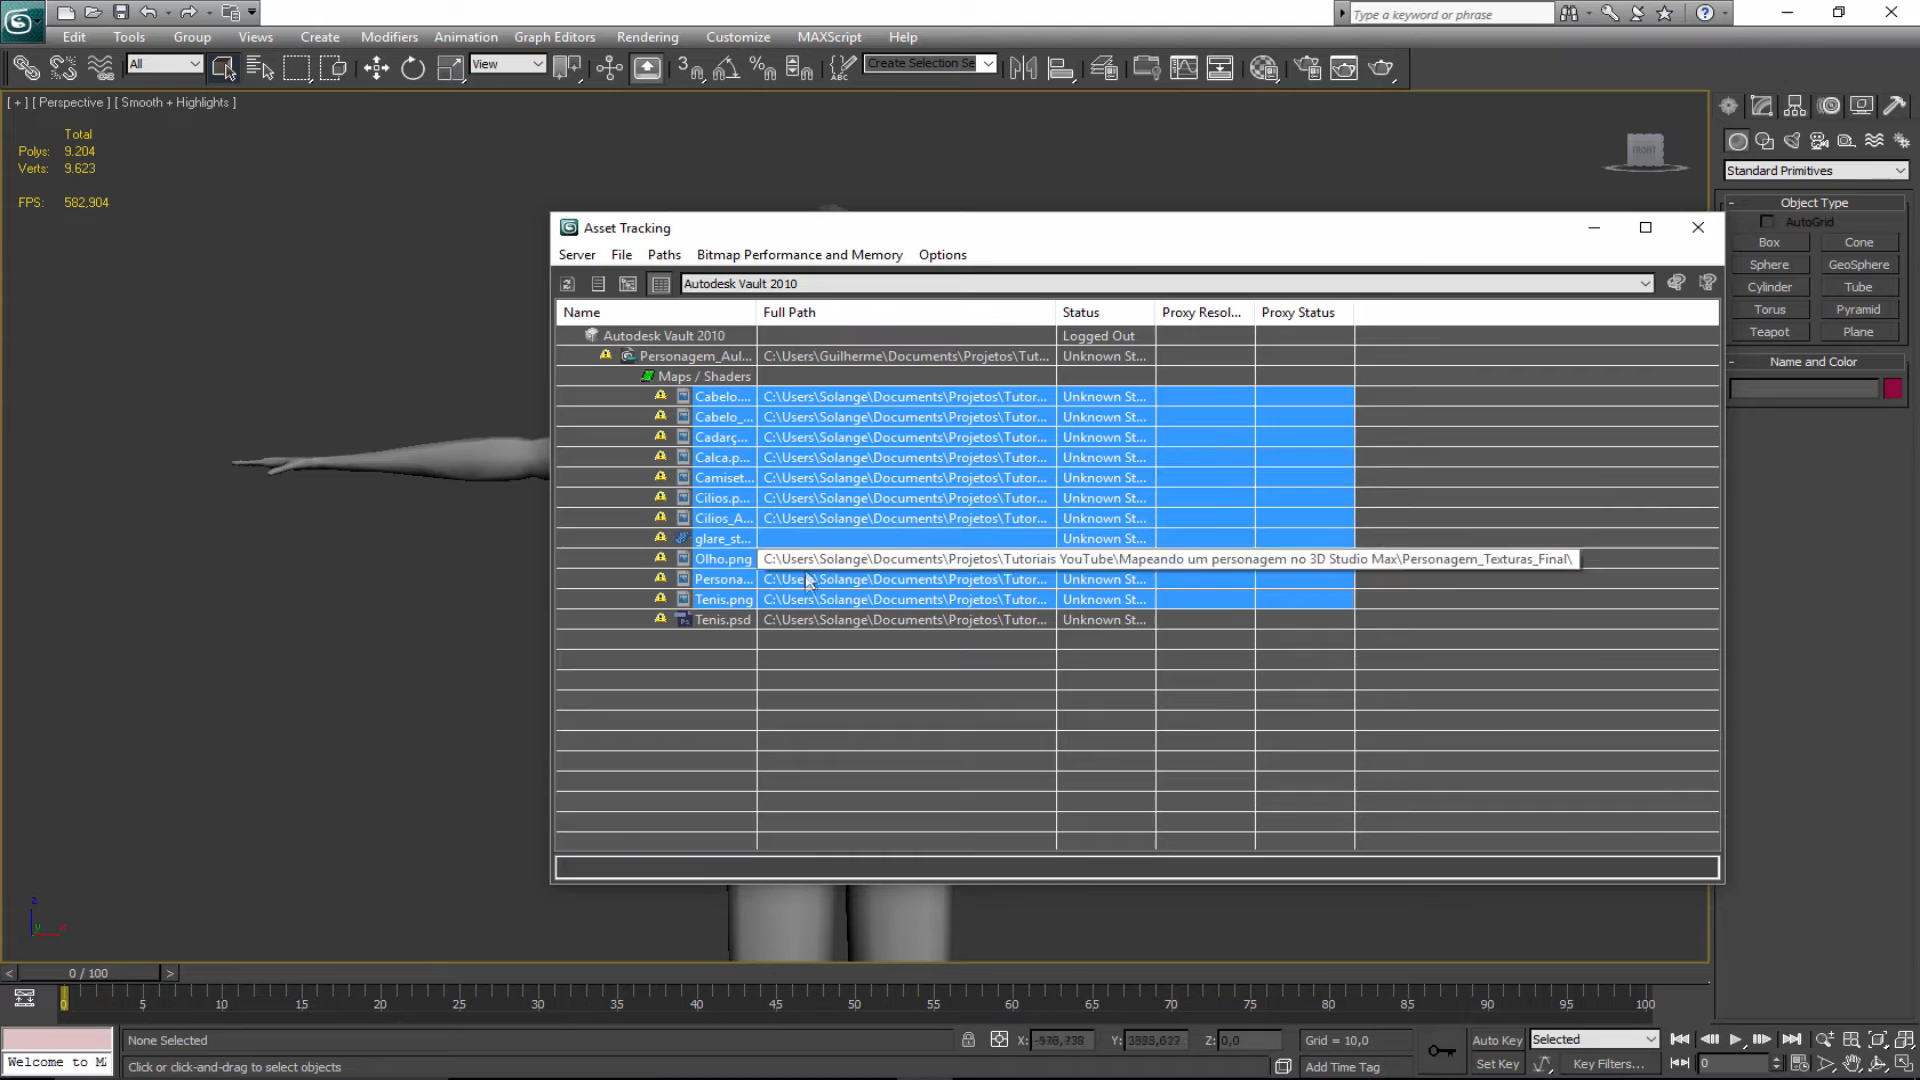 Type a keyword or phrase
Edit Tools Group Views Create Modifiers Animation Graph Editors Rendering Customize MAXScript Help
All View Create Selection Se
[ + ] [ Perspective ] [ Smooth + Highlights ]
Total
Polys: 9.204
Verts: 9.623
FPS: 582,904
FRONT
Standard Primitives
- Object Type
AutoGrid
Box Cone
Sphere GeoSphere
Cylinder Tube
Torus Pyramid
Teapot Plane
- Name and Color
Asset Tracking
Server File Paths Bitmap Performance and Memory Options
Autodesk Vault 2010
Name Full Path Status Proxy Resol... Proxy Status
Autodesk Vault 2010 Logged Out
Personagem_Aul... C:\Users\Guilherme\Documents\Projetos\Tut... Unknown St...
Maps / Shaders
Cabelo.... C:\Users\Solange\Documents\Projetos\Tutor... Unknown St...
Cabelo_... C:\Users\Solange\Documents\Projetos\Tutor... Unknown St...
Cadarç... C:\Users\Solange\Documents\Projetos\Tutor... Unknown St...
Calca.p... C:\Users\Solange\Documents\Projetos\Tutor... Unknown St...
Camiset... C:\Users\Solange\Documents\Projetos\Tutor... Unknown St...
Cilios.p... C:\Users\Solange\Documents\Projetos\Tutor... Unknown St...
Cilios_A... C:\Users\Solange\Documents\Projetos\Tutor... Unknown St...
glare_st... Unknown St...
Olho.png C:\Users\Solange\Documents\Projetos\Tutoriais YouTube\Mapeando um personagem no 3D Studio Max\Personagem_Texturas_Final\
Persona... C:\Users\Solange\Documents\Projetos\Tutor... Unknown St...
Tenis.png C:\Users\Solange\Documents\Projetos\Tutor... Unknown St...
Tenis.psd C:\Users\Solange\Documents\Projetos\Tutor... Unknown St...
z
y x
< 0 / 100 >
0 5 10 15 20 25 30 35 40 45 50 55 60 65 70 75 80 85 90 95 100
None Selected X: Y: Z: 0,0 Grid = 10,0 Auto Key Selected
Welcome to M Click or click-and-drag to select objects Add Time Tag Set Key Key Filters... 0